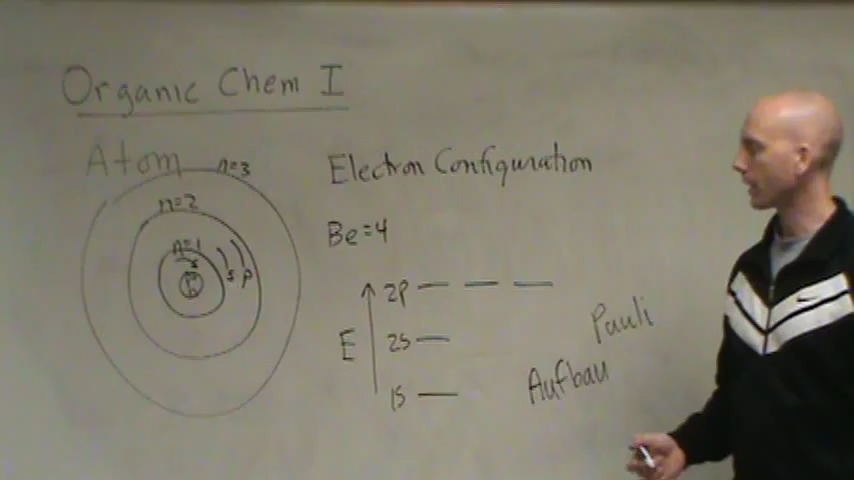 Organic Chem I
Atom
n=3
n=2
n=1
s
s p
Electron Configuration
Be=4
2p
2s
1s
E
Pauli
Aufbau